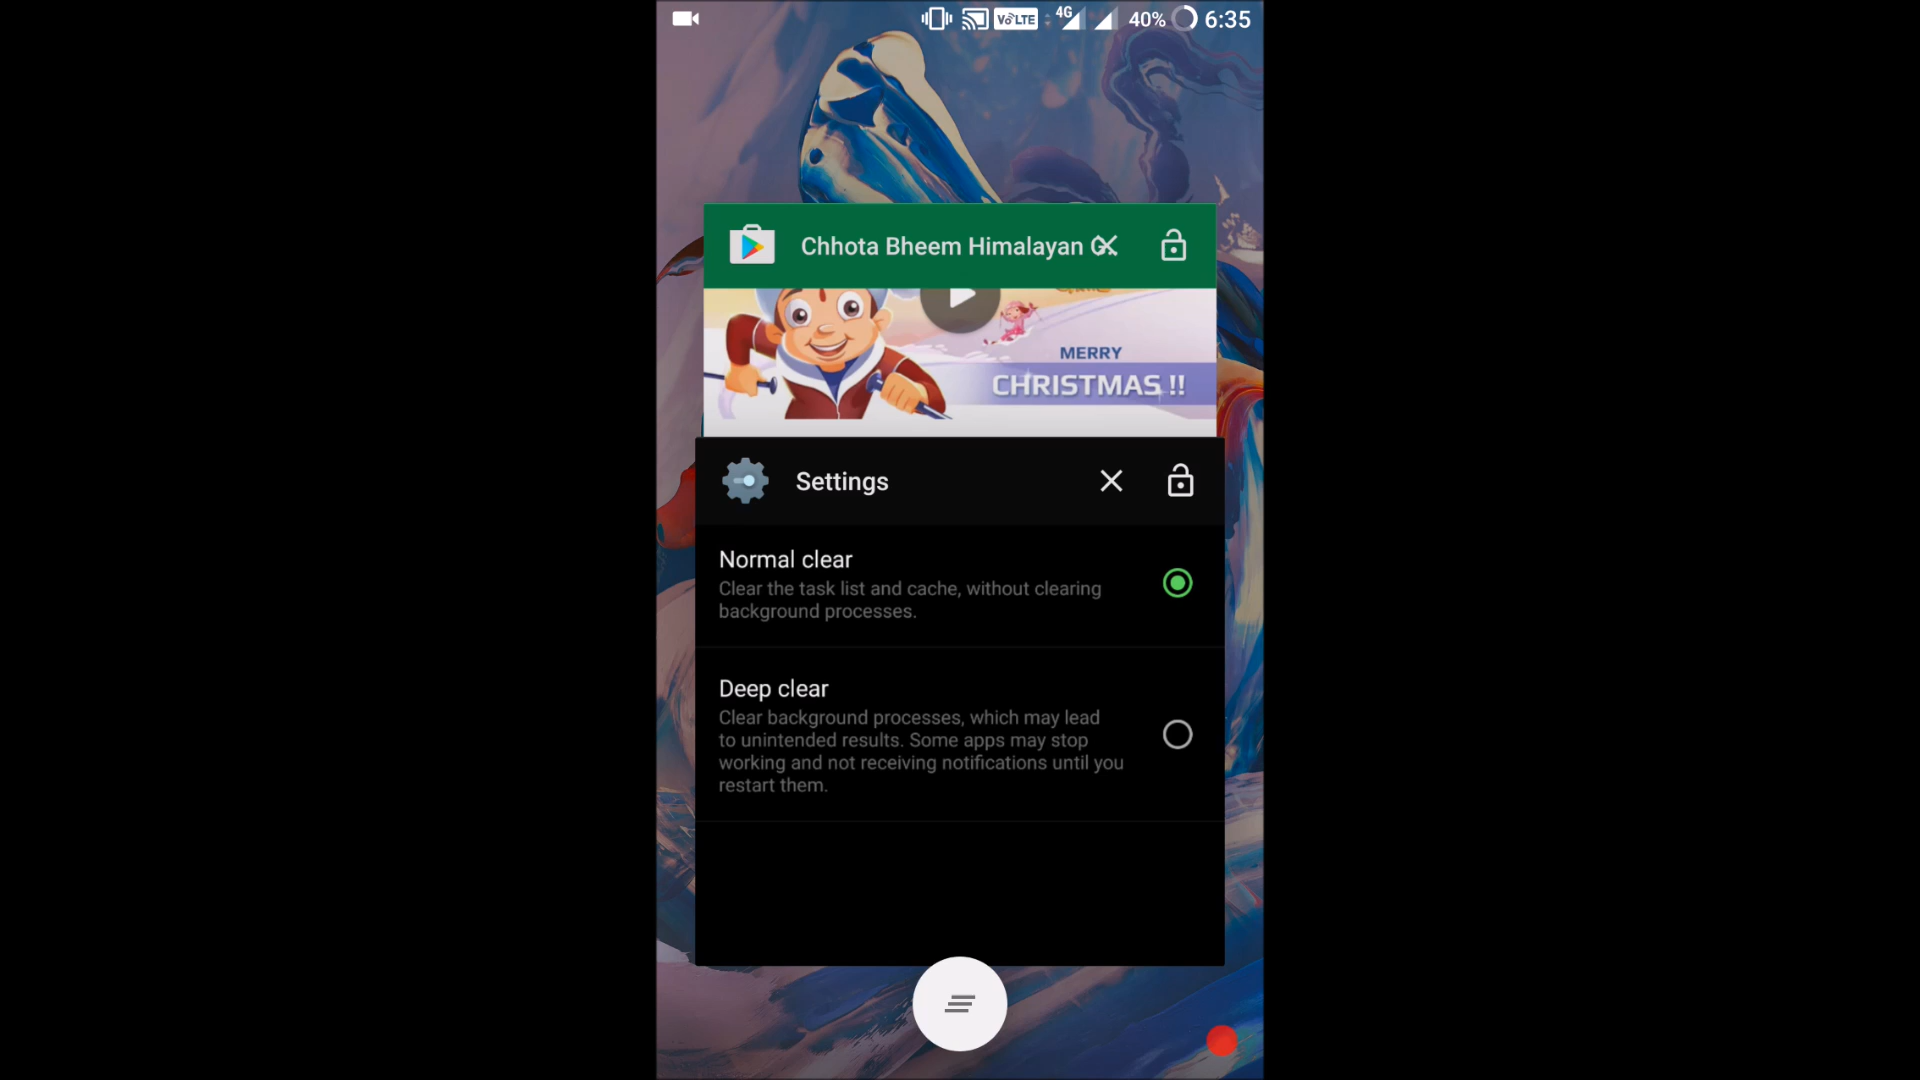 VoLTE 4G 40% 6:35
Chhota Bheem Himalayan
MERRY
CHRISTMAS !!
Settings
Normal clear
Clear the task list and cache, without clearing
background processes.
Deep clear
Clear background processes, which may lead
to unintended results. Some apps may stop
working and not receiving notifications until you
restart them.